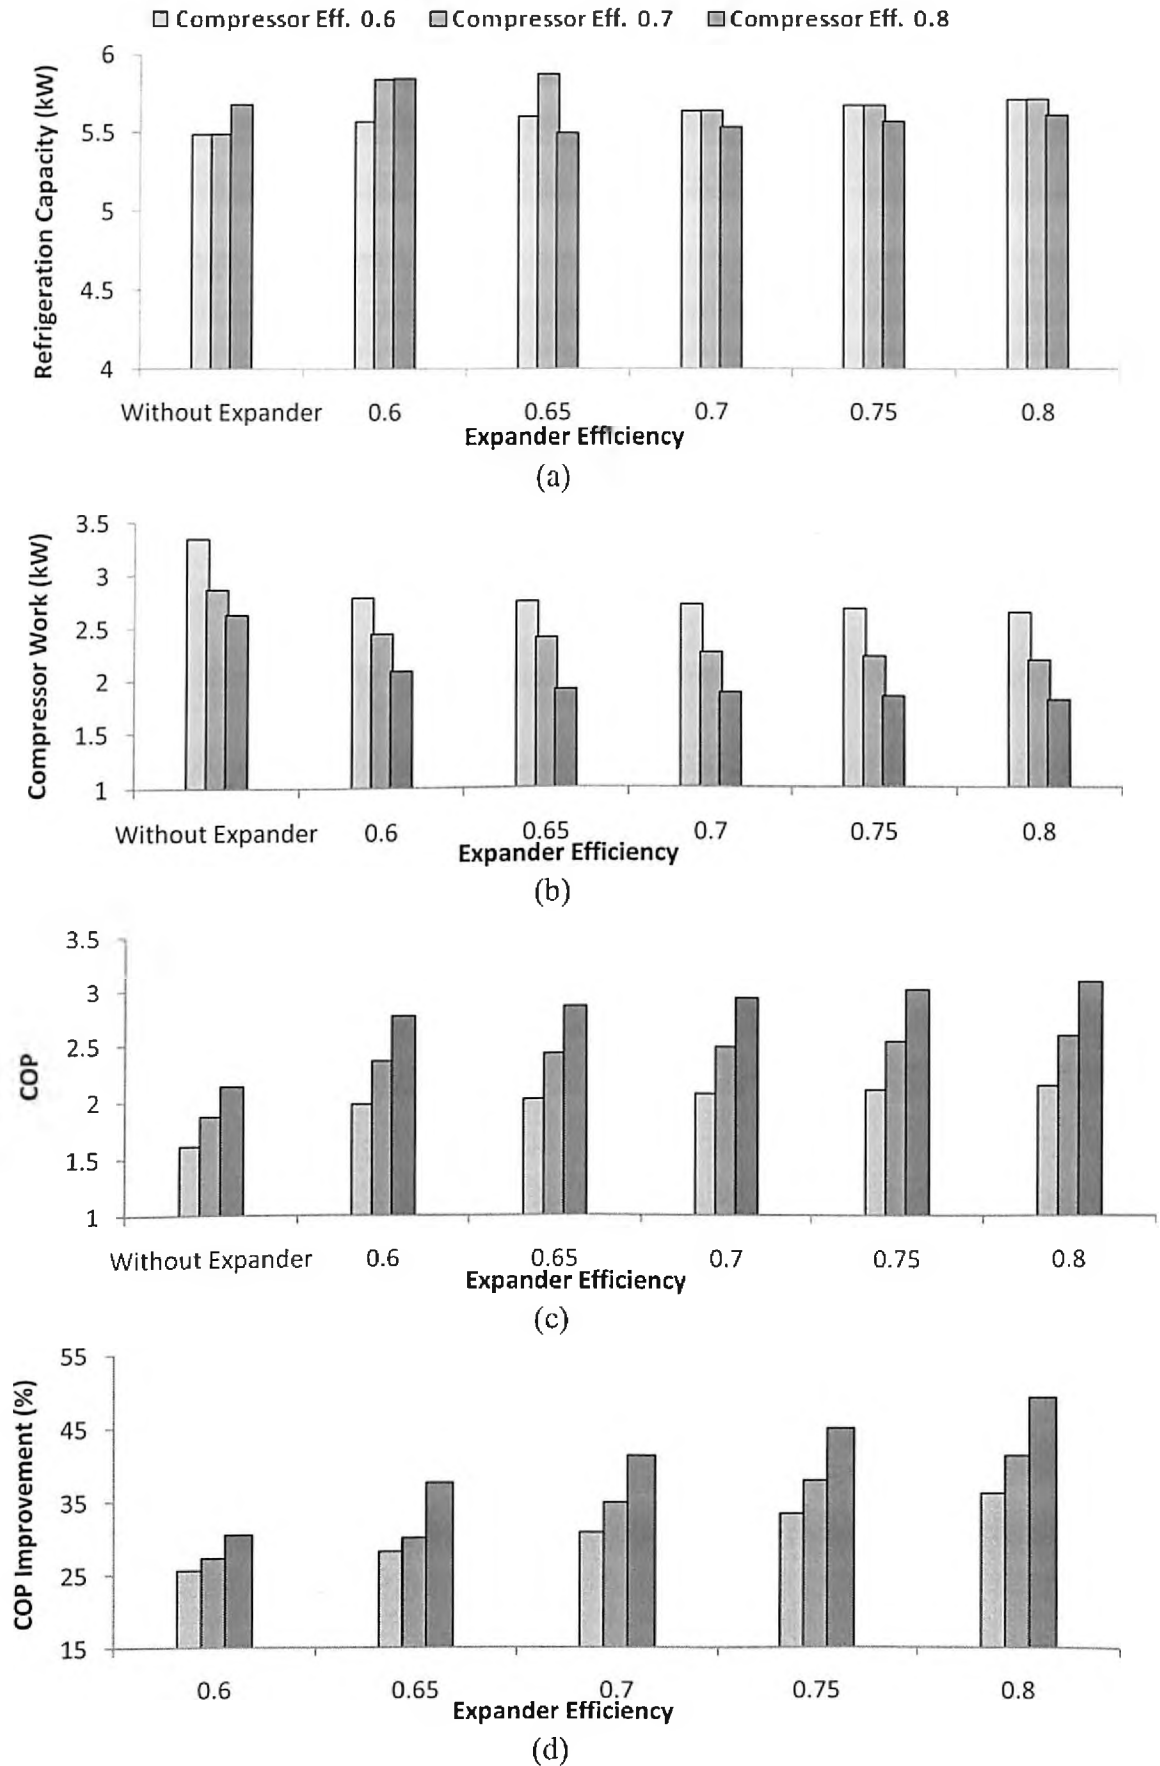 Compressor Eff. 0.6 Compressor Eff. 0.7 Compressor Eff. 0.8
Refrigeration Capacity (kW)
6
5.5
5
4.5
4
Without Expander 0.6 0.65 0.7 0.75 0.8
Expander Efficiency
(a)
Compressor Work (kW)
3.5
3
2.5
2
1.5
1
Without Expander 0.6 0.65 0.7 0.75 0.8
Expander Efficiency
(b)
COP
3.5
3
2.5
2
1.5
1
Without Expander 0.6 0.65 0.7 0.75 0.8
Expander Efficiency
(c)
COP Improvement (%)
55
45
35
25
15
0.6 0.65 0.7 0.75 0.8
Expander Efficiency
(d)